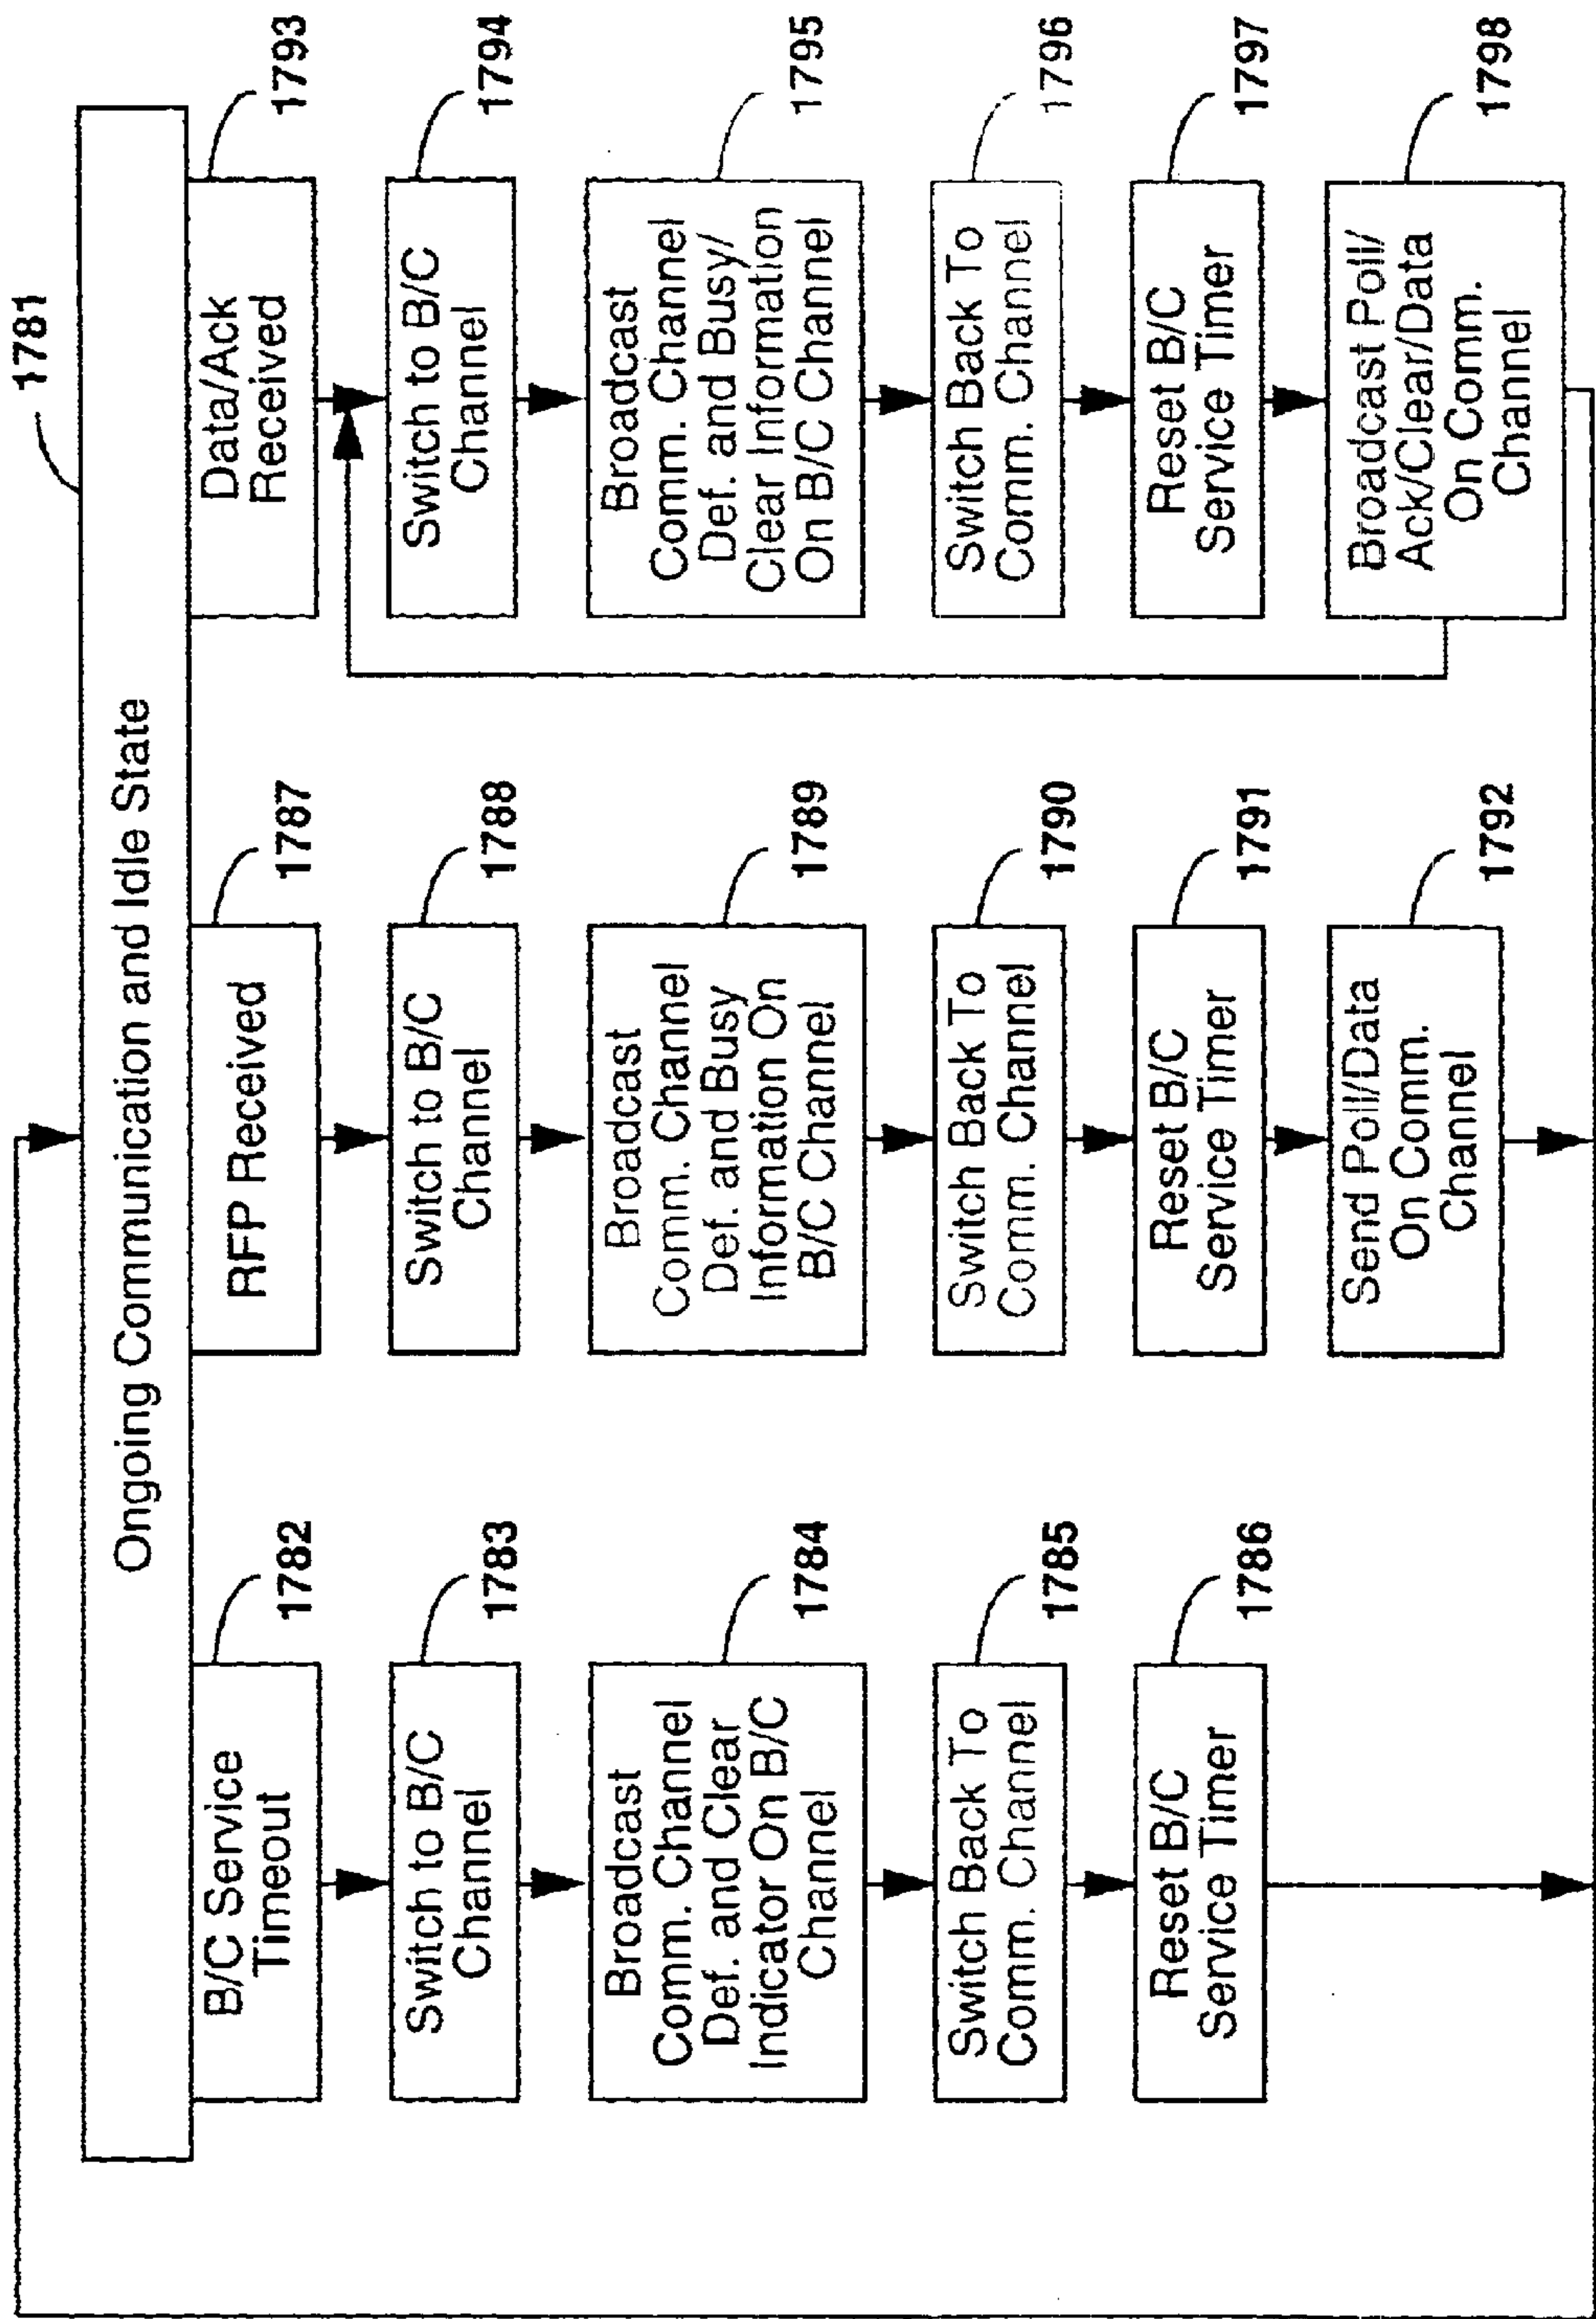 1781
Ongoing Communication and Idle State
B/C Service
Timeout
1782
Switch to B/C
Channel
1783
Broadcast
Comm. Channel
Def. and Clear
Indicator On B/C
Channel
1784
Switch Back To
Comm. Channel
1785
Reset B/C
Service Timer
1786
RFP Received
1787
Switch to B/C
Channel
1788
Broadcast
Comm. Channel
Def. and Busy
Information On
B/C Channel
1789
Switch Back To
Comm. Channel
1790
Reset B/C
Service Timer
1791
Send Poll/Data
On Comm.
Channel
1792
Data/Ack
Received
1793
Switch to B/C
Channel
1794
Broadcast
Comm. Channel
Def. and Busy/
Clear Information
On B/C Channel
1795
Switch Back To
Comm. Channel
1796
Reset B/C
Service Timer
1797
Broadcast Poll/
Ack/Clear/Data
On Comm.
Channel
1798